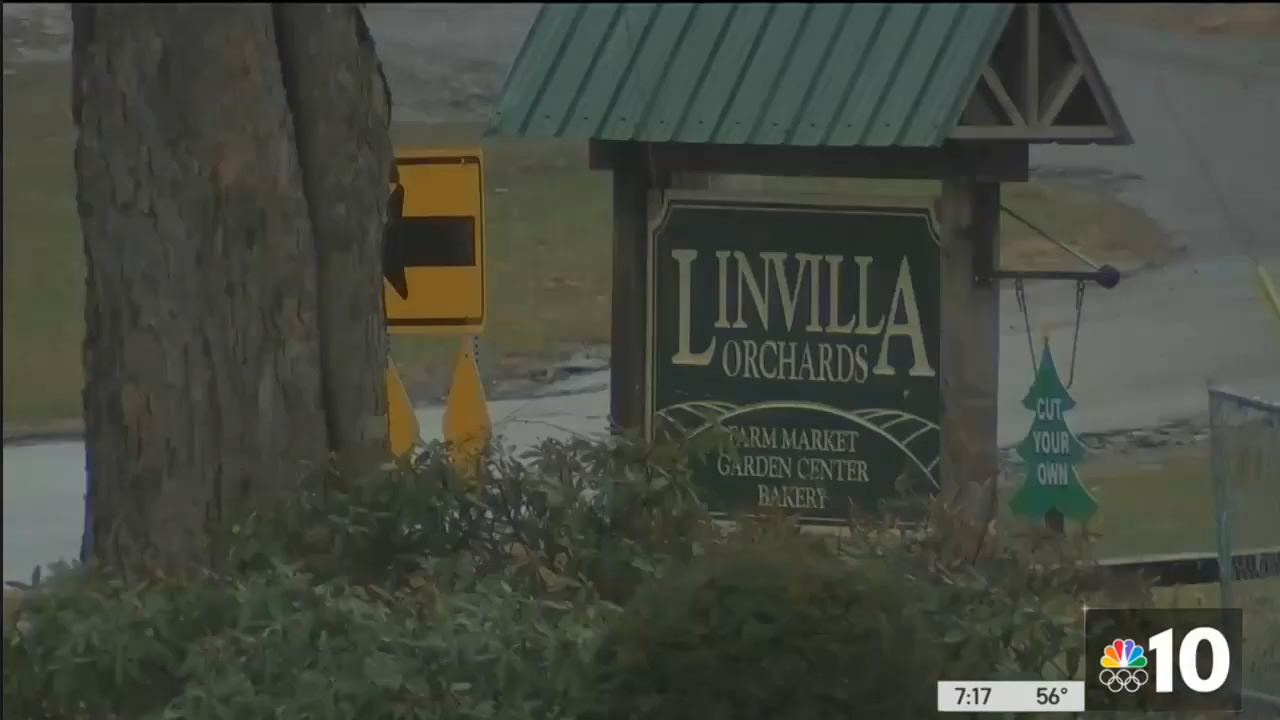 LINVILLA
ORCHARDS
FARM MARKET
GARDEN CENTER
BAKERY
CUT
YOUR
OWN
10
7:17 56°